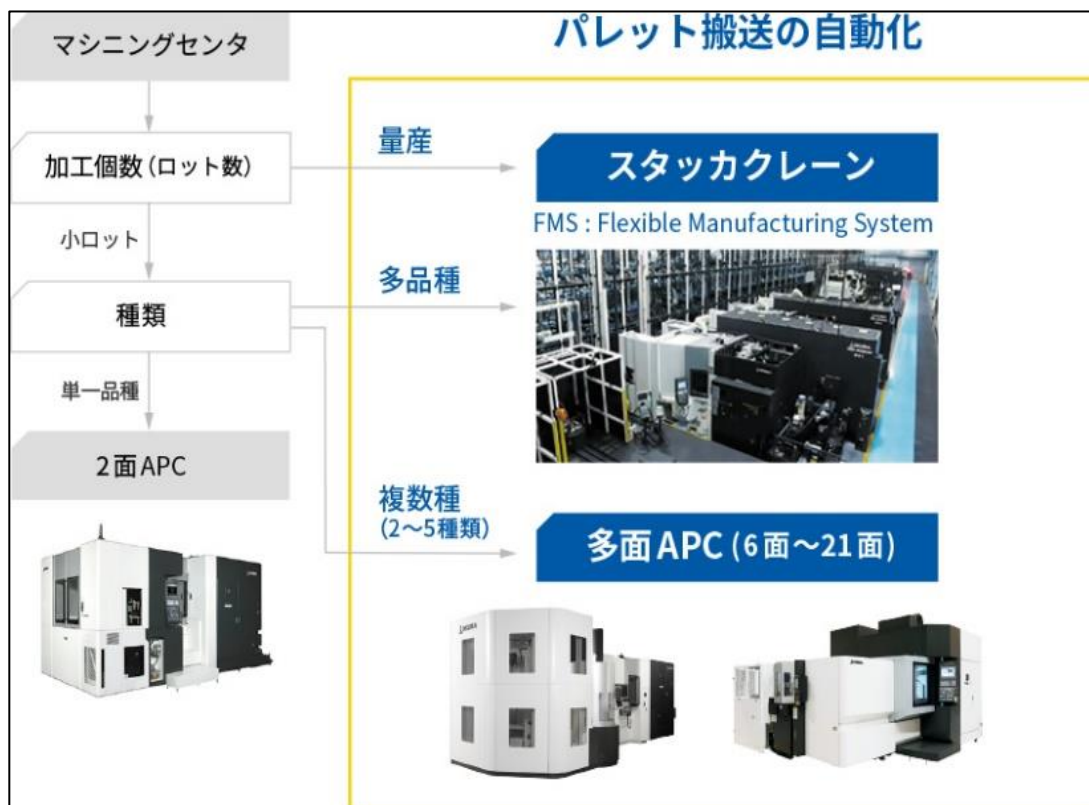 マシニングセンタ
パレット搬送の自動化
加工個数(ロット数)
量産
スタッカクレーン
FMS : Flexible Manufacturing System
小ロット
種類
多品種
単一品種
2面APC
複数種
(2〜5種類)
多面APC(6面〜21面)